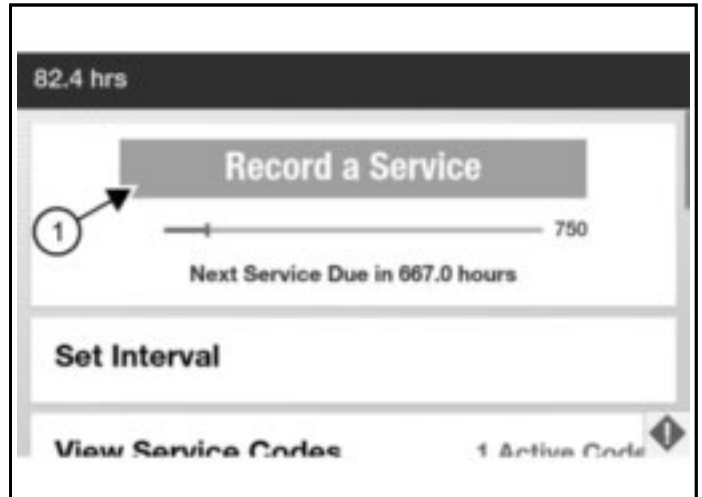 82.4 hrs
Record a Service
1
750
Next Service Due in 667.0 hours
Set Interval
View Service Codes 1 Active Code